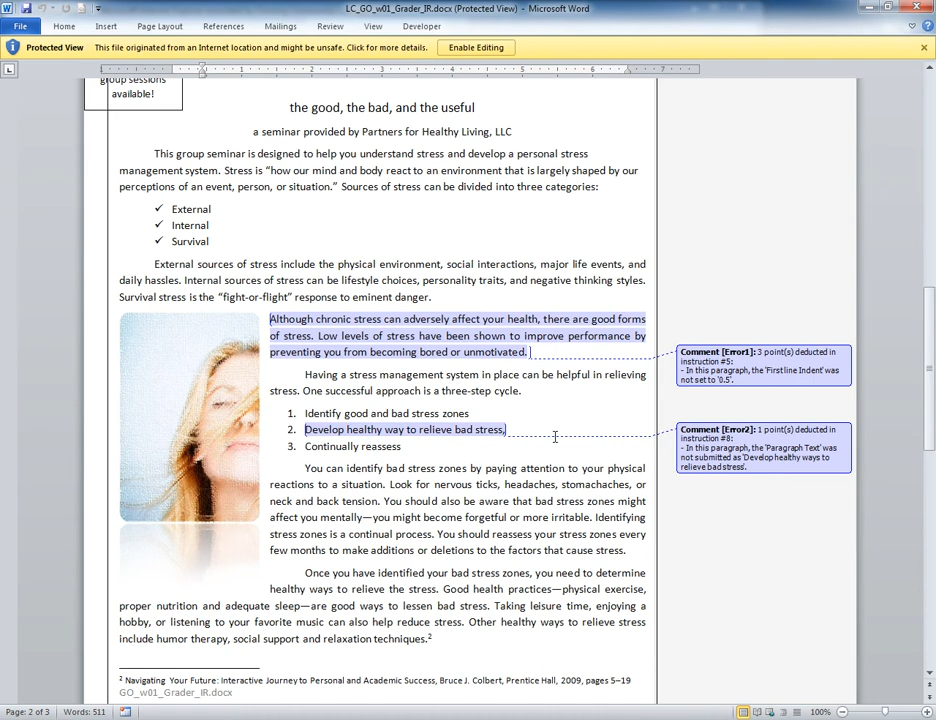 LC_GO_w01_Grader_IR.docx (Protected View) - Microsoft Word
File Home Insert Page Layout References Mailings Review View Developer
Protected View This file originated from an Internet location and might be unsafe. Click for more details. Enable Editing
1 2 3 4 5 6 7
group sessions
available!
the good, the bad, and the useful
a seminar provided by Partners for Healthy Living, LLC
This group seminar is designed to help you understand stress and develop a personal stress
management system. Stress is “how our mind and body react to an environment that is largely shaped by our
perceptions of an event, person, or situation.” Sources of stress can be divided into three categories:
✓ External
✓ Internal
✓ Survival
External sources of stress include the physical environment, social interactions, major life events, and
daily hassles. Internal sources of stress can be lifestyle choices, personality traits, and negative thinking styles.
Survival stress is the “fight-or-flight” response to eminent danger.
Although chronic stress can adversely affect your health, there are good forms
of stress. Low levels of stress have been shown to improve performance by
preventing you from becoming bored or unmotivated.
Having a stress management system in place can be helpful in relieving
stress. One successful approach is a three-step cycle.
1. Identify good and bad stress zones
2. Develop healthy way to relieve bad stress,
3. Continually reassess
You can identify bad stress zones by paying attention to your physical
reactions to a situation. Look for nervous ticks, headaches, stomachaches, or
neck and back tension. You should also be aware that bad stress zones might
affect you mentally—you might become forgetful or more irritable. Identifying
stress zones is a continual process. You should reassess your stress zones every
few months to make additions or deletions to the factors that cause stress.
Once you have identified your bad stress zones, you need to determine
healthy ways to relieve the stress. Good health practices—physical exercise,
proper nutrition and adequate sleep—are good ways to lessen bad stress. Taking leisure time, enjoying a
hobby, or listening to your favorite music can also help reduce stress. Other healthy ways to relieve stress
include humor therapy, social support and relaxation techniques.²
² Navigating Your Future: Interactive Journey to Personal and Academic Success, Bruce J. Colbert, Prentice Hall, 2009, pages 5–19
GO_w01_Grader_IR.docx
Comment [Error1]: 3 point(s) deducted in
instruction #5:
- In this paragraph, the 'First line Indent' was
not set to '0.5'.
Comment [Error2]: 1 point(s) deducted in
instruction #8:
- In this paragraph, the 'Paragraph Text' was
not submitted as 'Develop healthy ways to
relieve bad stress'.
Page: 2 of 3 Words: 511 100%